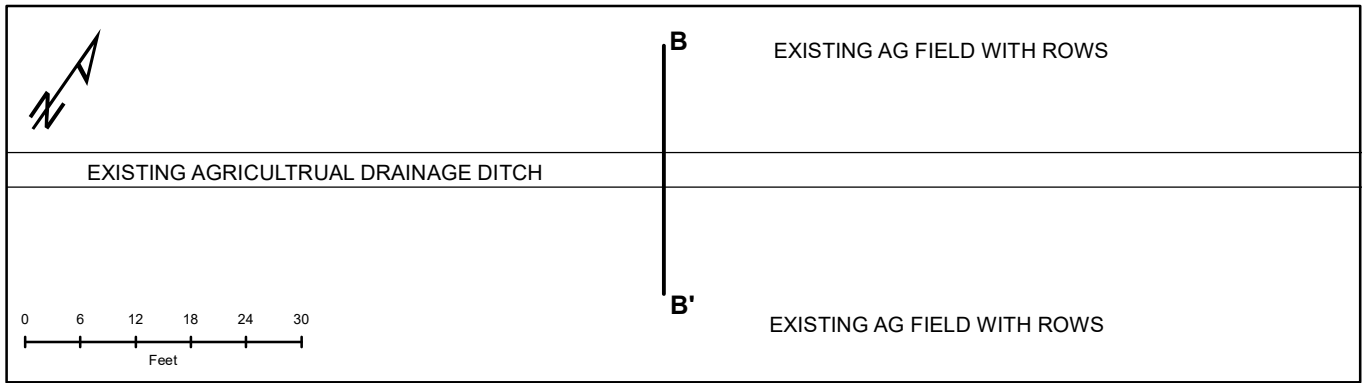 B
EXISTING AG FIELD WITH ROWS
N
EXISTING AGRICULTRUAL DRAINAGE DITCH
B'
0 6 12 18 24 30
Feet
EXISTING AG FIELD WITH ROWS